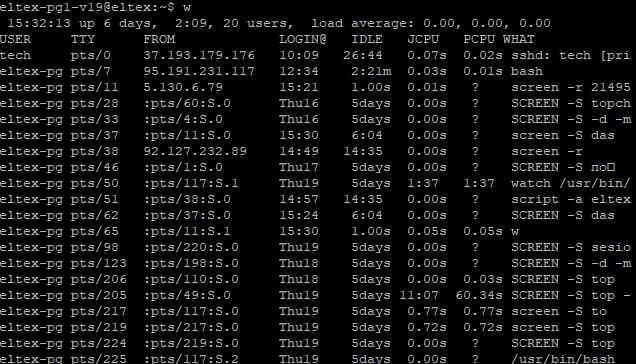 eltex-pg1-v19@eltex:~$ w
15:32:13 up 6 days, 2:09, 20 users, load average: 0.00, 0.00, 0.00
USER TTY FROM LOGIN@ IDLE JCPU PCPU WHAT
tech pts/0 37.193.179.176 10:09 26:44 0.07s 0.02s sshd: tech [pri
eltex-pg pts/7 95.191.231.117 12:34 2:21m 0.03s 0.01s bash
eltex-pg pts/11 5.130.6.79 15:21 1.00s 0.01s ? screen -r 21495
eltex-pg pts/28 :pts/60:S.0 Thu16 5days 0.00s ? SCREEN -S topch
eltex-pg pts/33 :pts/4:S.0 Thu16 5days 0.00s ? SCREEN -S -d -m
eltex-pg pts/37 :pts/11:S.0 15:30 6:04 0.00s ? SCREEN -S das
eltex-pg pts/38 92.127.232.89 14:49 14:35 0.00s ? screen -r
eltex-pg pts/46 :pts/1:S.0 Thu17 5days 0.00s ? SCREEN -S no□
eltex-pg pts/50 :pts/117:S.1 Thu19 5days 1:37 1:37 watch /usr/bin/
eltex-pg pts/51 :pts/38:S.0 14:57 14:35 0.00s ? script -a eltex
eltex-pg pts/62 :pts/37:S.0 15:24 6:04 0.00s ? SCREEN -S das
eltex-pg pts/65 :pts/11:S.1 15:30 1.00s 0.05s 0.05s w
eltex-pg pts/98 :pts/220:S.0 Thu19 5days 0.00s ? SCREEN -S sesio
eltex-pg pts/123 :pts/198:S.0 Thu18 5days 0.00s ? SCREEN -S -d -m
eltex-pg pts/206 :pts/110:S.0 Thu18 5days 0.00s 0.03s SCREEN -S top
eltex-pg pts/205 :pts/49:S.0 Thu19 5days 11:07 60.34s SCREEN -S top -
eltex-pg pts/217 :pts/117:S.0 Thu19 5days 0.77s 0.77s screen -S to
eltex-pg pts/219 :pts/217:S.0 Thu19 5days 0.72s 0.72s screen -S top
eltex-pg pts/224 :pts/219:S.0 Thu19 5days 0.00s ? SCREEN -S top
eltex-pg pts/225 :pts/117:S.2 Thu19 5days 0.00s ? /usr/bin/bash